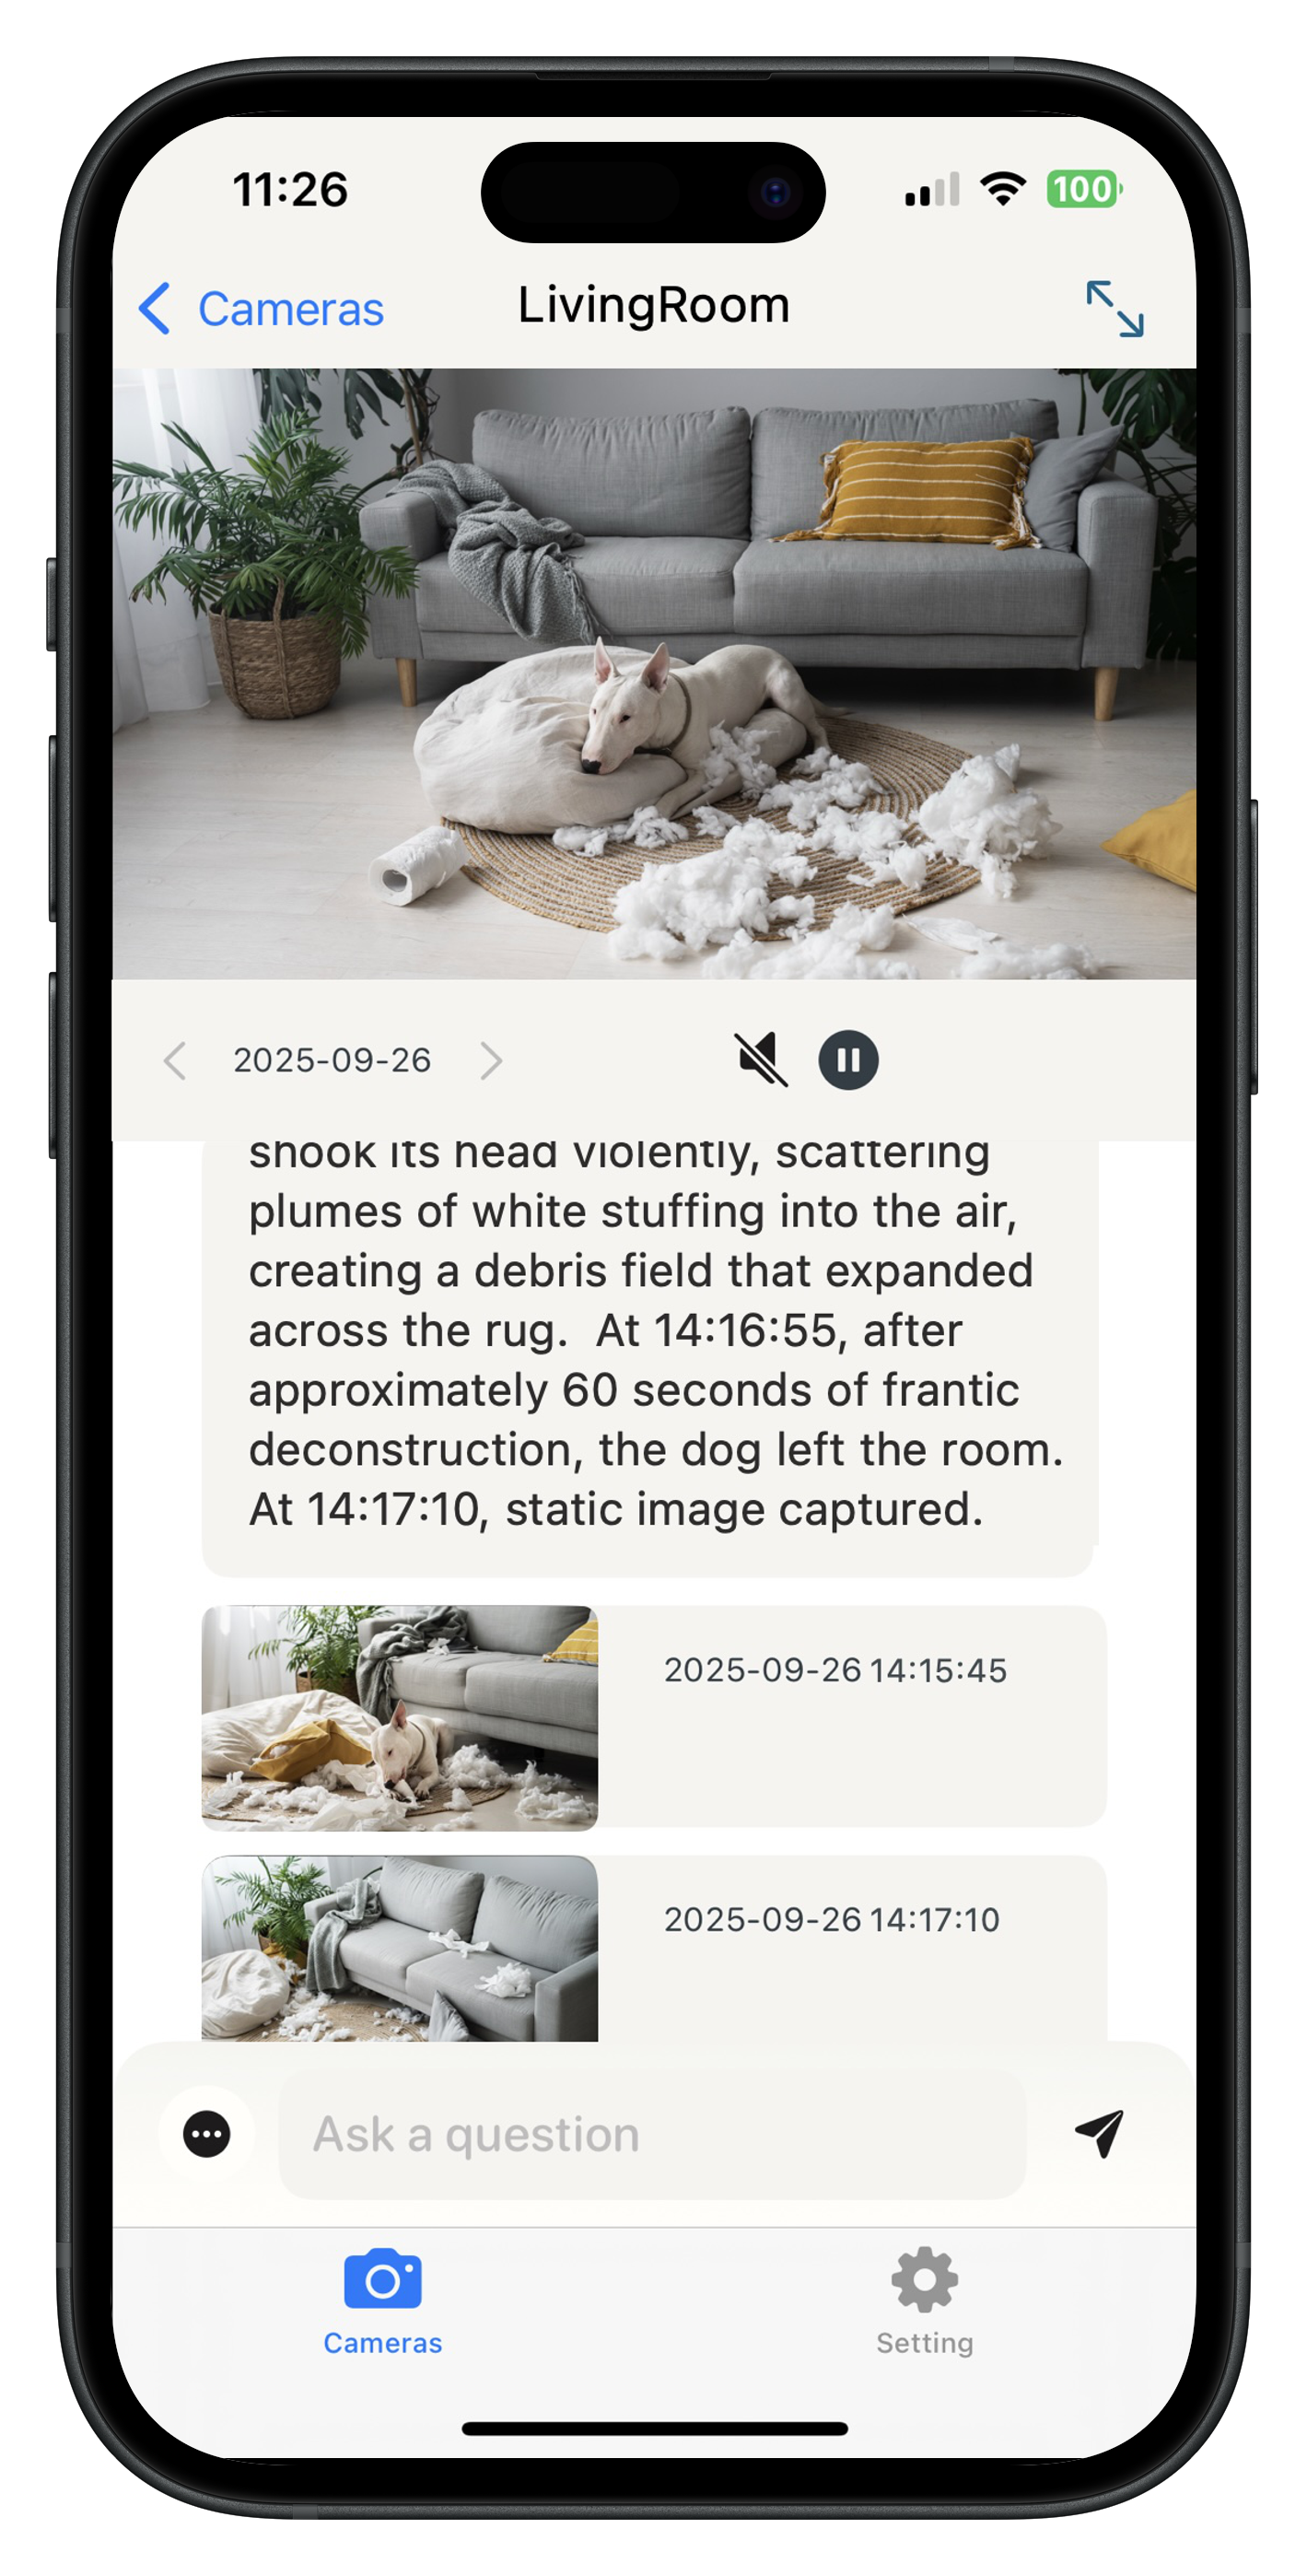 11:26
100
Cameras
LivingRoom
2025-09-26
shook its head violently, scattering
plumes of white stuffing into the air,
creating a debris field that expanded
across the rug.  At 14:16:55, after
approximately 60 seconds of frantic
deconstruction, the dog left the room.
At 14:17:10, static image captured.
2025-09-26 14:15:45
2025-09-26 14:17:10
Ask a question
Cameras
Setting